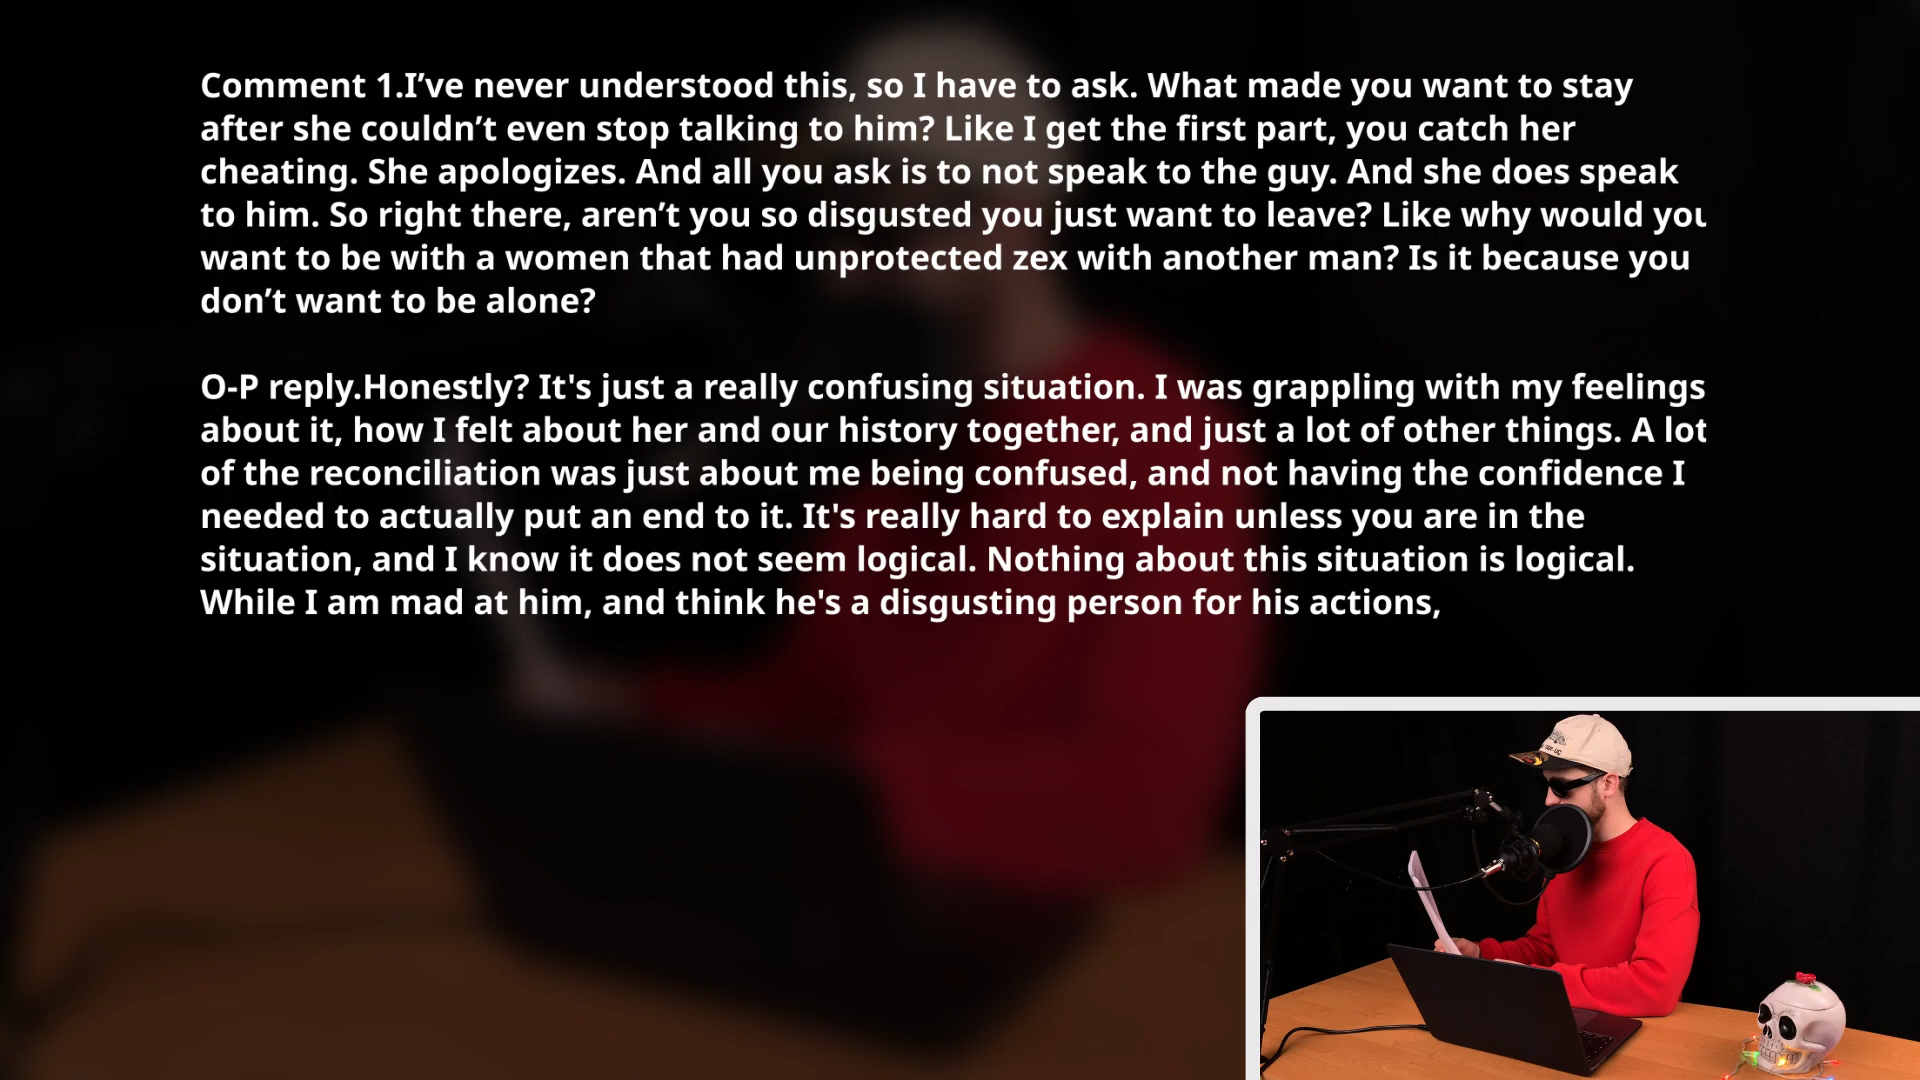 Comment 1.I’ve never understood this, so I have to ask. What made you want to stay
after she couldn’t even stop talking to him? Like I get the first part, you catch her
cheating. She apologizes. And all you ask is to not speak to the guy. And she does speak
to him. So right there, aren’t you so disgusted you just want to leave? Like why would you
want to be with a women that had unprotected zex with another man? Is it because you
don’t want to be alone?
O-P reply.Honestly? It's just a really confusing situation. I was grappling with my feelings
about it, how I felt about her and our history together, and just a lot of other things. A lot
of the reconciliation was just about me being confused, and not having the confidence I
needed to actually put an end to it. It's really hard to explain unless you are in the
situation, and I know it does not seem logical. Nothing about this situation is logical.
While I am mad at him, and think he's a disgusting person for his actions,